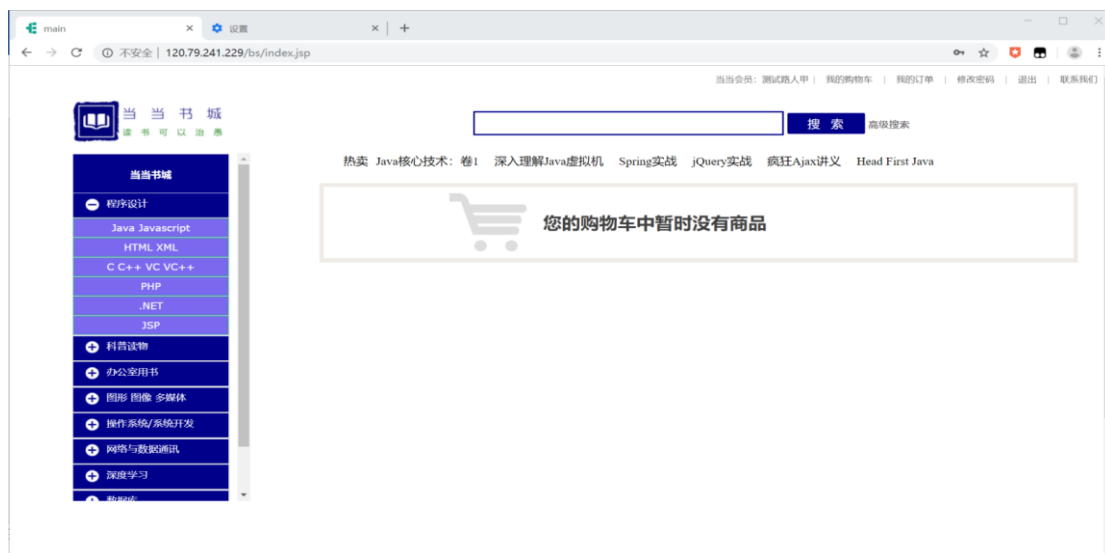 main
设置
不安全 | 120.79.241.229/bs/index.jsp
当当会员：测试路人甲 | 我的购物车 | 我的订单 | 修改密码 | 退出 | 联系我们
当当书城
读书可以治愚
搜 索 高级搜索
热卖 Java核心技术：卷1 深入理解Java虚拟机 Spring实战 jQuery实战 疯狂Ajax讲义 Head First Java
当当书城
程序设计
Java Javascript
HTML XML
C C++ VC VC++
PHP
.NET
JSP
科普读物
办公室用书
图形 图像 多媒体
操作系统/系统开发
网络与数据通讯
深度学习
数据库
您的购物车中暂时没有商品